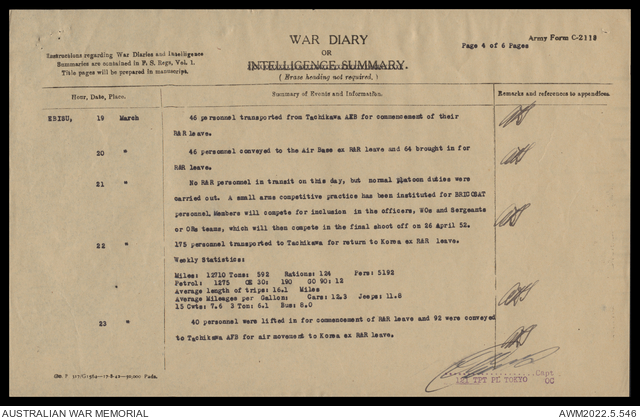 WAR DIARY
OR
INTELLIGENCE SUMMARY.
(Erase heading not required.)
Instructions regarding War Diaries and Intelligence
Summaries are contained in F. S. Regs, Vol. 1.
Title pages will be prepared in manuscript.
Page 4 of 6 Pages
Army Form C-2118
Hour, Date, Place.
Summary of Events and Information.
Remarks and references to appendices.
EBISU, 19 March 46 personnel transported from Tachikawa AFB for commencement of their
R&R leave.
20 " 46 personnel conveyed to the Air Base ex R&R leave and 64 brought in for
R&R leave.
21 " No R&R personnel in transit on this day, but normal platoon duties were
carried out. A small arms competitive practice has been instituted for BRICOSAT
personnel. Members will compete for inclusion in the officers, WOs and Sergeants
or ORs teams, which will then compete in the final shoot off on 26 April 52.
22 " 175 personnel transported to Tachikawa for return to Korea ex R&R leave.
Weekly Statistics:
Miles: 12710 Tons: 592 Rations: 124 Pers: 5192
Petrol: 1275 OE 30: 190 GO 90: 12
Average length of trips: 16.1 Miles
Average Mileages per Gallon: Cars: 12.3 Jeeps: 11.8
15 Cwts: 7.6 3 Ton: 6.1 Bus: 8.0
23 " 40 personnel were lifted in for commencement of R&R leave and 92 were conveyed
to Tachikawa AFB for air movement to Korea ex R&R leave.
Capt
181 TPT PL TOKYO OC
AUSTRALIAN WAR MEMORIAL
AWM2022.5.546